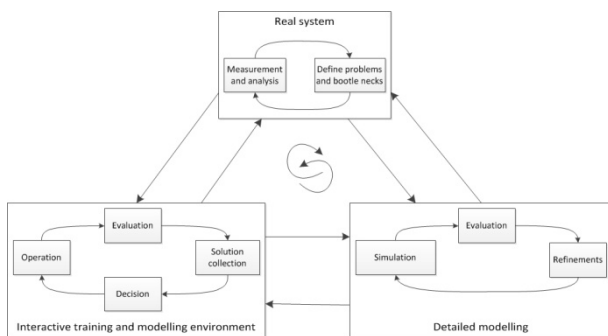 Real system
Measurement
and analysis
Define problems
and bootle necks
Evaluation
Operation
Solution
collection
Decision
Interactive training and modelling environment
Evaluation
Simulation
Refinements
Detailed modelling